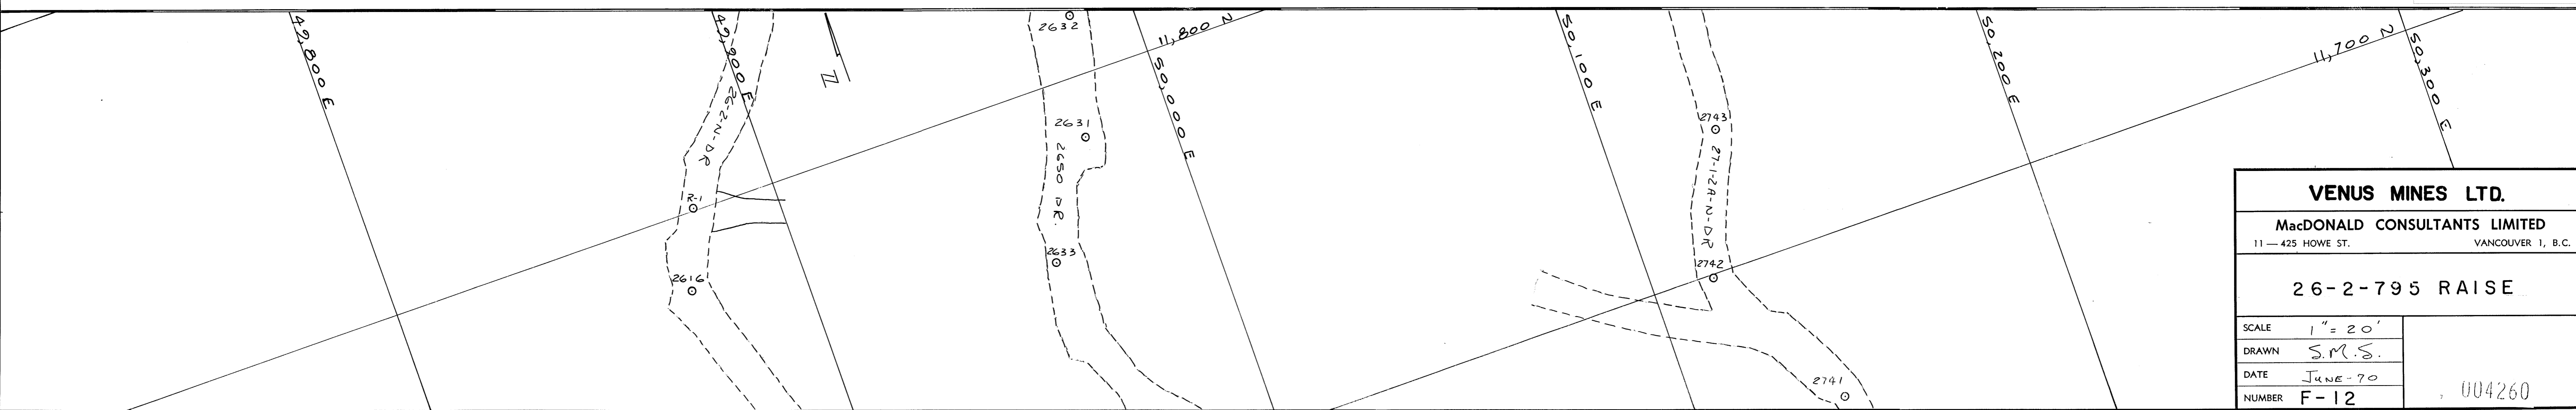 49,800 E
49,900 E
26-2-N-DR
R-1
2616
N
2632
2631
2650 DR.
2633
11,800 N
50,000 E
50,100 E
2743
27-1-2A-N-DR
2742
2741
50,200 E
11,700 N
50,300 E
VENUS MINES LTD.
MacDONALD CONSULTANTS LIMITED
11 — 425 HOWE ST. VANCOUVER 1, B.C.
26-2-795 RAISE
SCALE 1" = 20'
DRAWN S.M.S.
DATE JUNE-70
NUMBER F-12
004260